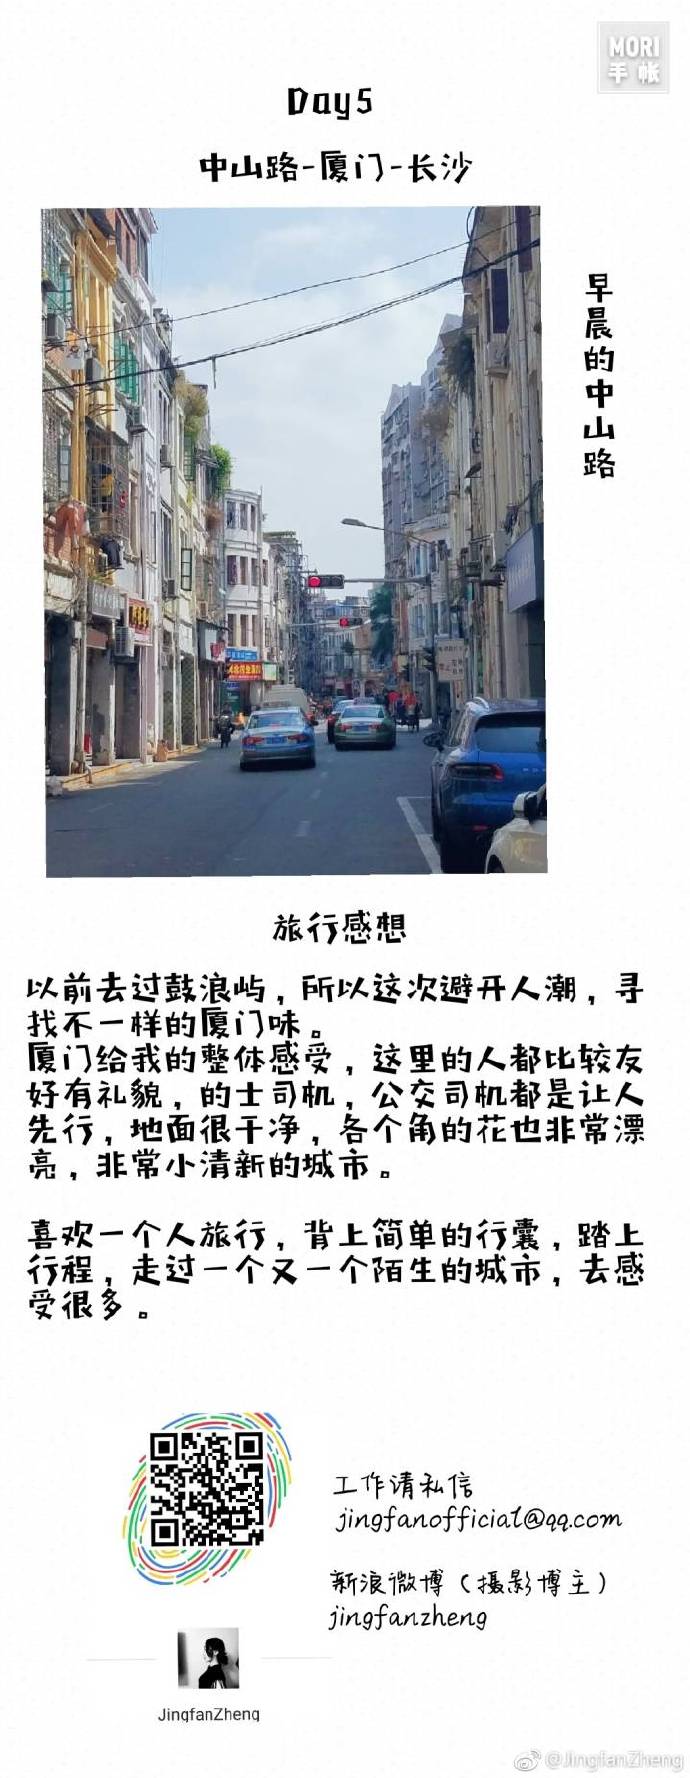 MORI
手帐
Day5
中山路-厦门-长沙
早晨的中山路
旅行感想
以前去过鼓浪屿，所以这次避开人潮，寻
找不一样的厦门味。
厦门给我的整体感受，这里的人都比较友
好有礼貌，的士司机，公交司机都是让人
先行，地面很干净，各个角的花也非常漂
亮，非常小清新的城市。
喜欢一个人旅行，背上简单的行囊，踏上
行程，走过一个又一个陌生的城市，去感
受很多。
工作请私信
jingfanofficial@qq.com
新浪微博（摄影博主）
jingfanzheng
JingfanZheng
@JingfanZheng